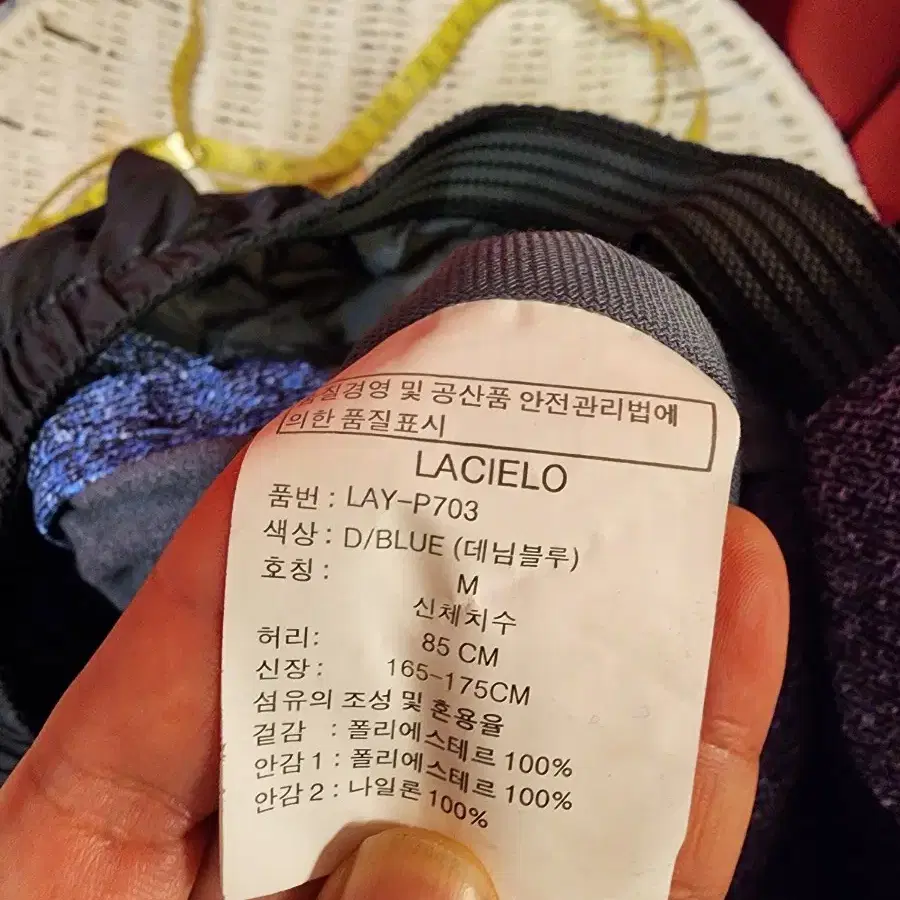 품질경영 및 공산품 안전관리법에
의한 품질표시
LACIELO
품번 : LAY-P703
색상 : D/BLUE (데님블루)
호칭 : M
신체치수
허리: 85 CM
신장 : 165-175CM
섬유의 조성 및 혼용율
겉감 : 폴리에스테르 100%
안감 1 : 폴리에스테르 100%
안감 2 : 나일론 100%